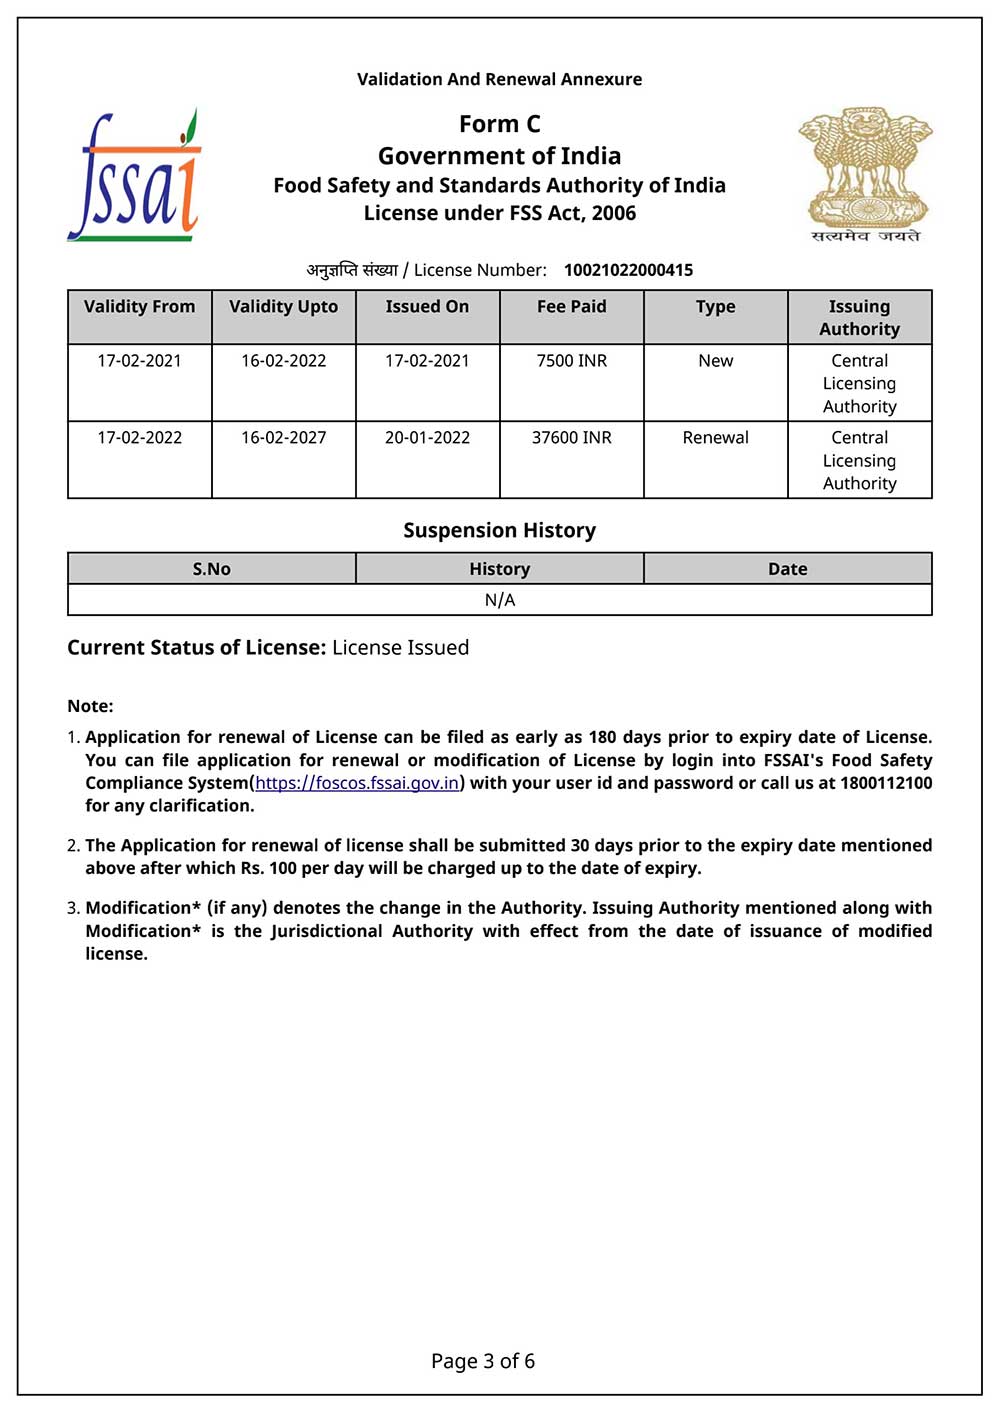 Validation And Renewal Annexure
fssai
Form C
Government of India
Food Safety and Standards Authority of India
License under FSS Act, 2006
सत्यमेव जयते
अनुज्ञप्ति संख्या / License Number: 10021022000415
Validity From Validity Upto Issued On Fee Paid Type Issuing
Authority
17-02-2021 16-02-2022 17-02-2021 7500 INR New Central
Licensing
Authority
17-02-2022 16-02-2027 20-01-2022 37600 INR Renewal Central
Licensing
Authority
Suspension History
S.No History Date
N/A
Current Status of License: License Issued
Note:
1. Application for renewal of License can be filed as early as 180 days prior to expiry date of License.
You can file application for renewal or modification of License by login into FSSAI's Food Safety
Compliance System(https://foscos.fssai.gov.in) with your user id and password or call us at 1800112100
for any clarification.
2. The Application for renewal of license shall be submitted 30 days prior to the expiry date mentioned
above after which Rs. 100 per day will be charged up to the date of expiry.
3. Modification* (if any) denotes the change in the Authority. Issuing Authority mentioned along with
Modification* is the Jurisdictional Authority with effect from the date of issuance of modified
license.
Page 3 of 6